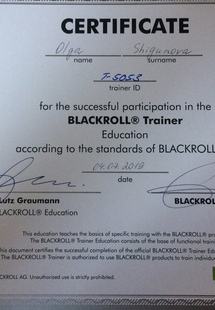 CERTIFICATE
Olga Shigunova
name surname
T-5053
trainer ID
for the successful participation in the
BLACKROLL® Trainer
Education
according to the standards of BLACKROLL
04.07.2019
date
Lutz Graumann BLACKROLL
BLACKROLL® Education
This education teaches the basics of specific training with the BLACKROLL®
The BLACKROLL® Trainer Education consists of the base of functional
This document certifies the successful completion of the official BLACKROLL® Trainer
The BLACKROLL® Trainer is authorized to use BLACKROLL® products to train
BLACKROLL AG. Unauthorized use is strictly prohibited.